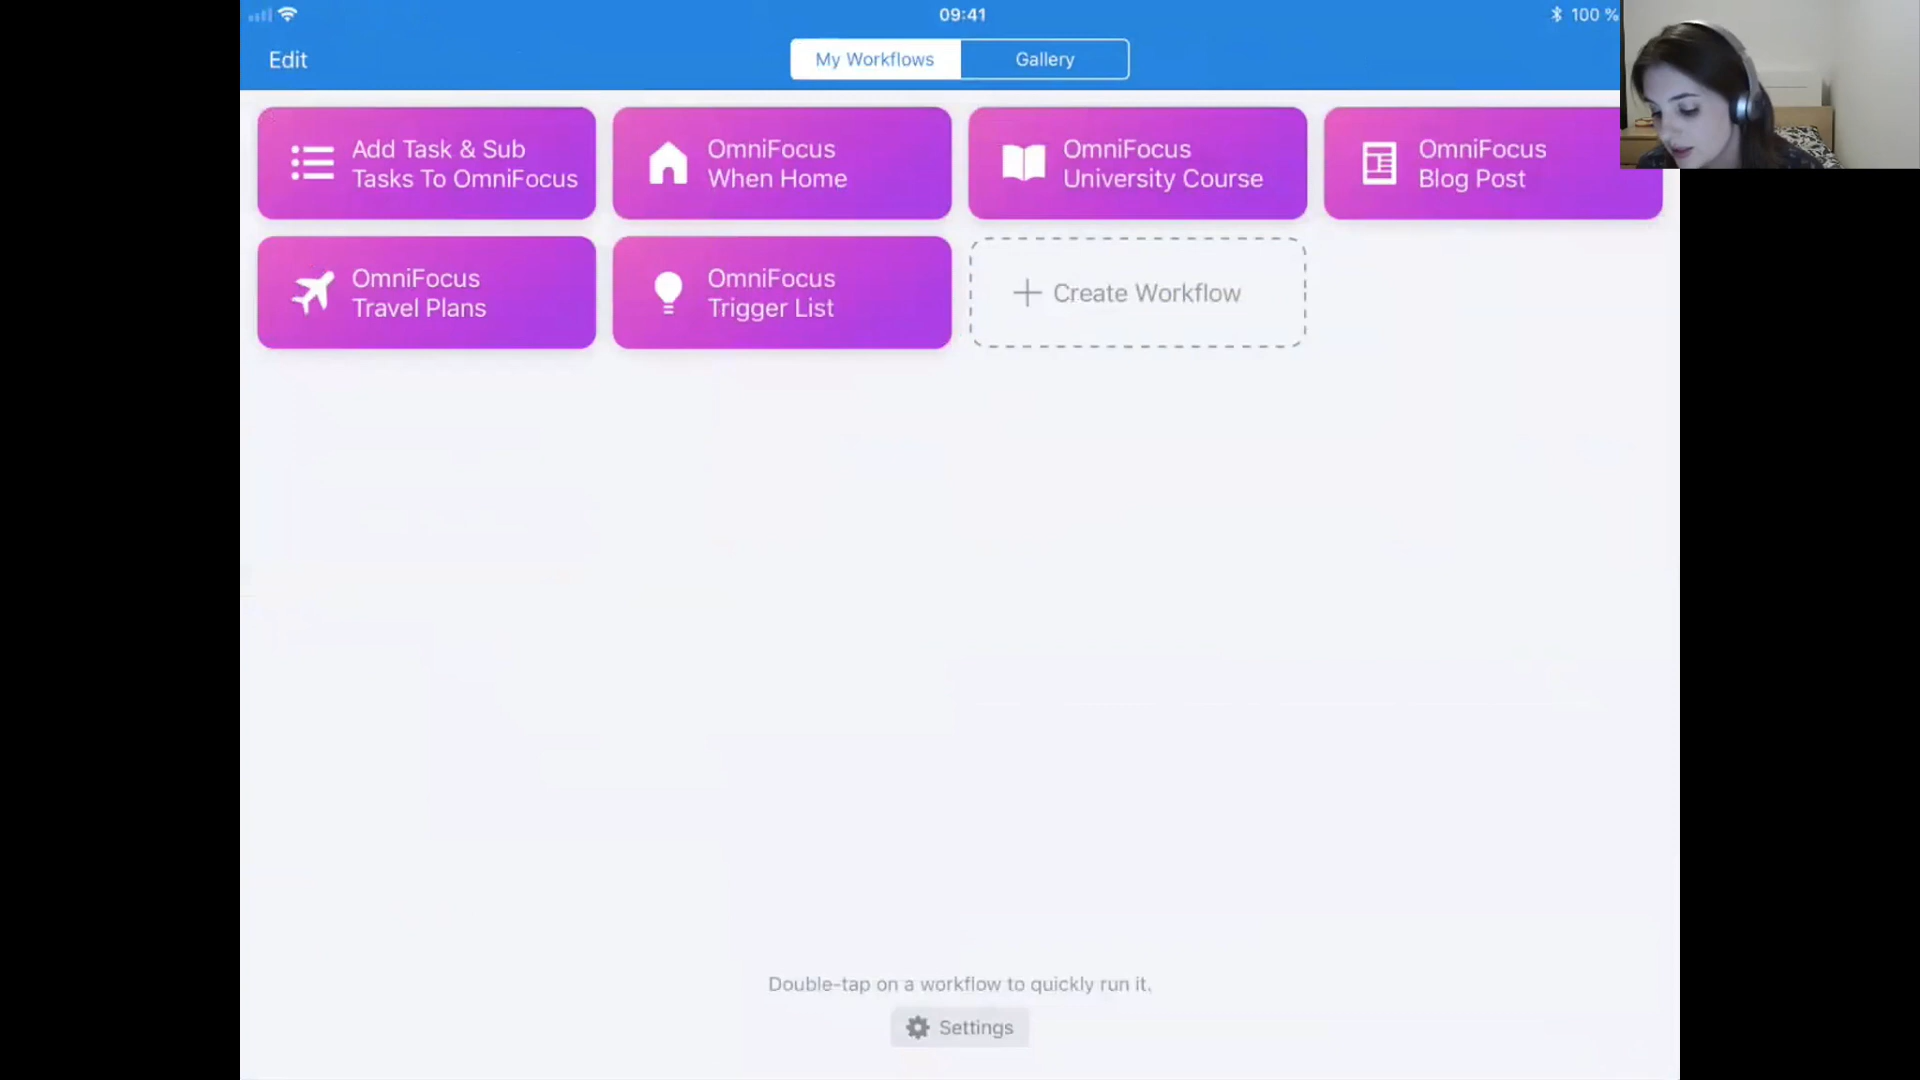 09:41
100 %
Edit
My Workflows
Gallery
Add Task & Sub
Tasks To OmniFocus
OmniFocus
When Home
OmniFocus
University Course
OmniFocus
Blog Post
OmniFocus
Travel Plans
OmniFocus
Trigger List
Create Workflow
Double-tap on a workflow to quickly run it.
Settings